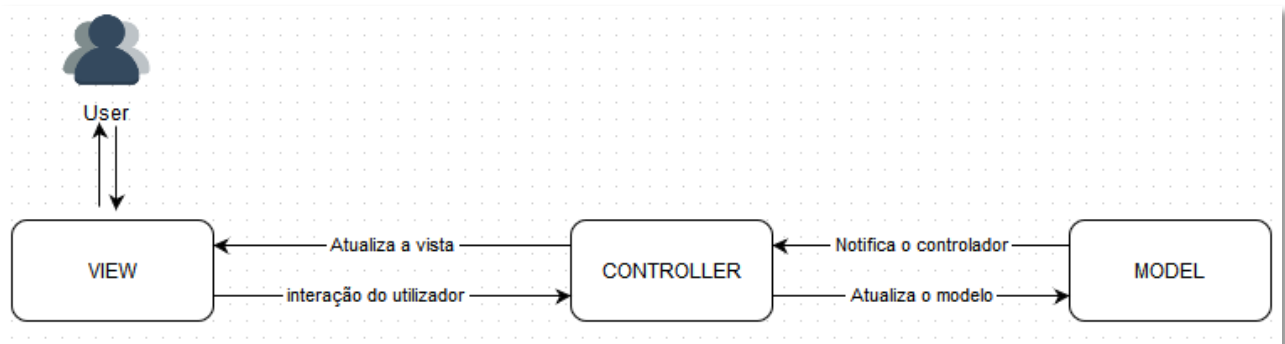 User
Atualiza a vista
Notifica o controlador
VIEW
CONTROLLER
MODEL
interação do utilizador
Atualiza o modelo